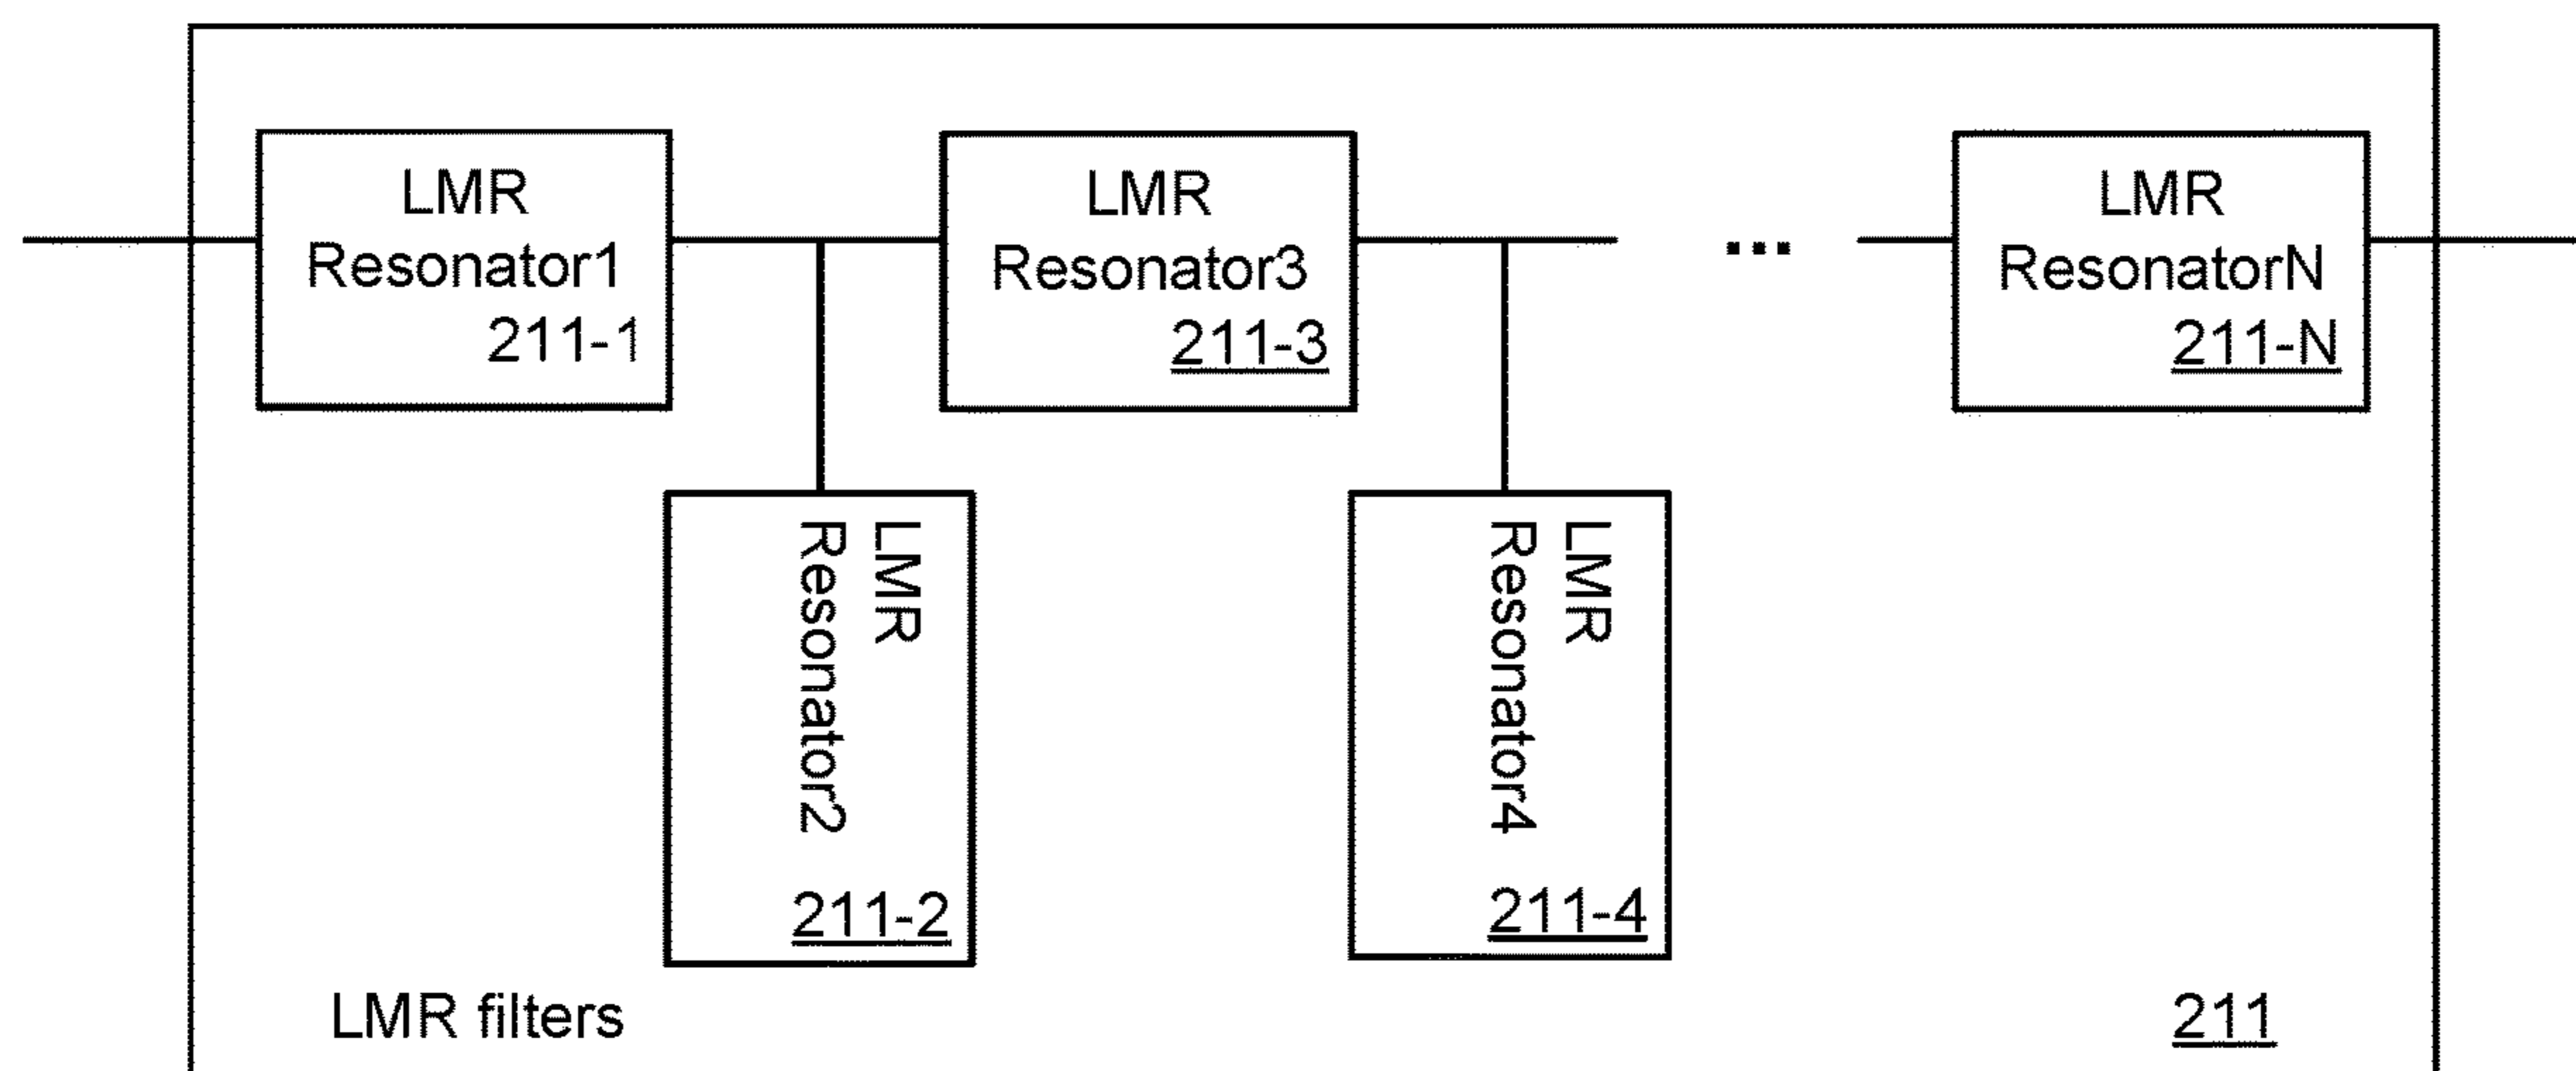 LMR
Resonator1
211-1
LMR
Resonator3
211-3
...
LMR
ResonatorN
211-N
LMR
Resonator2
211-2
LMR
Resonator4
211-4
LMR filters
211